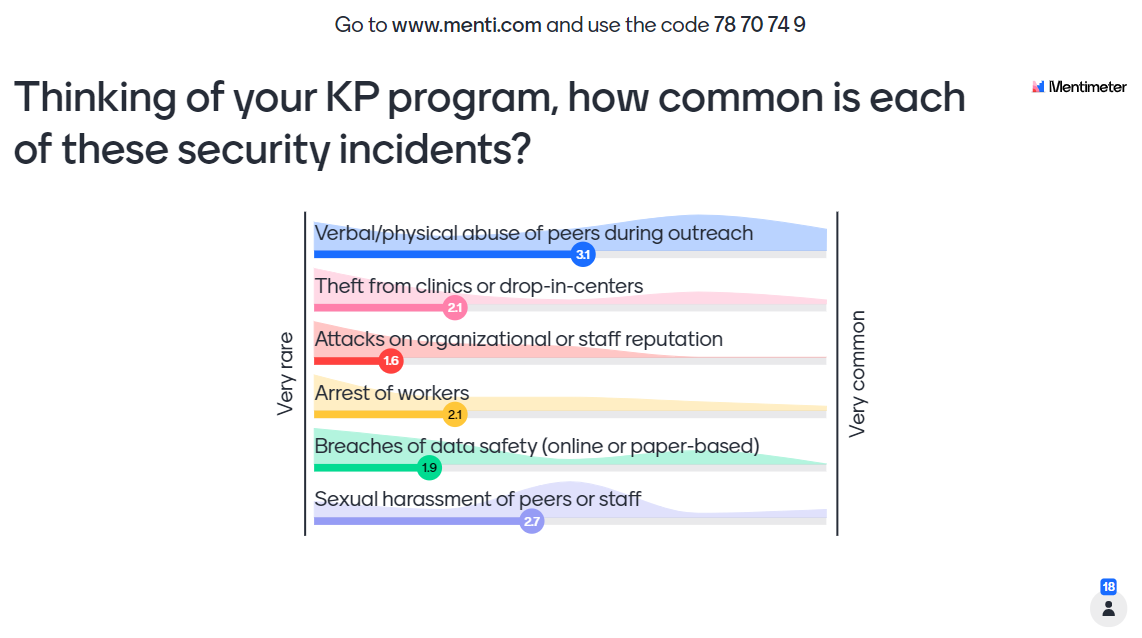 Go to www.menti.com and use the code 78 70 74 9
Thinking of your KP program, how common is each
of these security incidents?
Mentimeter
Verbal/physical abuse of peers during outreach
3.1
Theft from clinics or drop-in-centers
2.1
Attacks on organizational or staff reputation
1.6
Arrest of workers
2.1
Breaches of data safety (online or paper-based)
1.9
Sexual harassment of peers or staff
2.7
Very rare
Very common
18